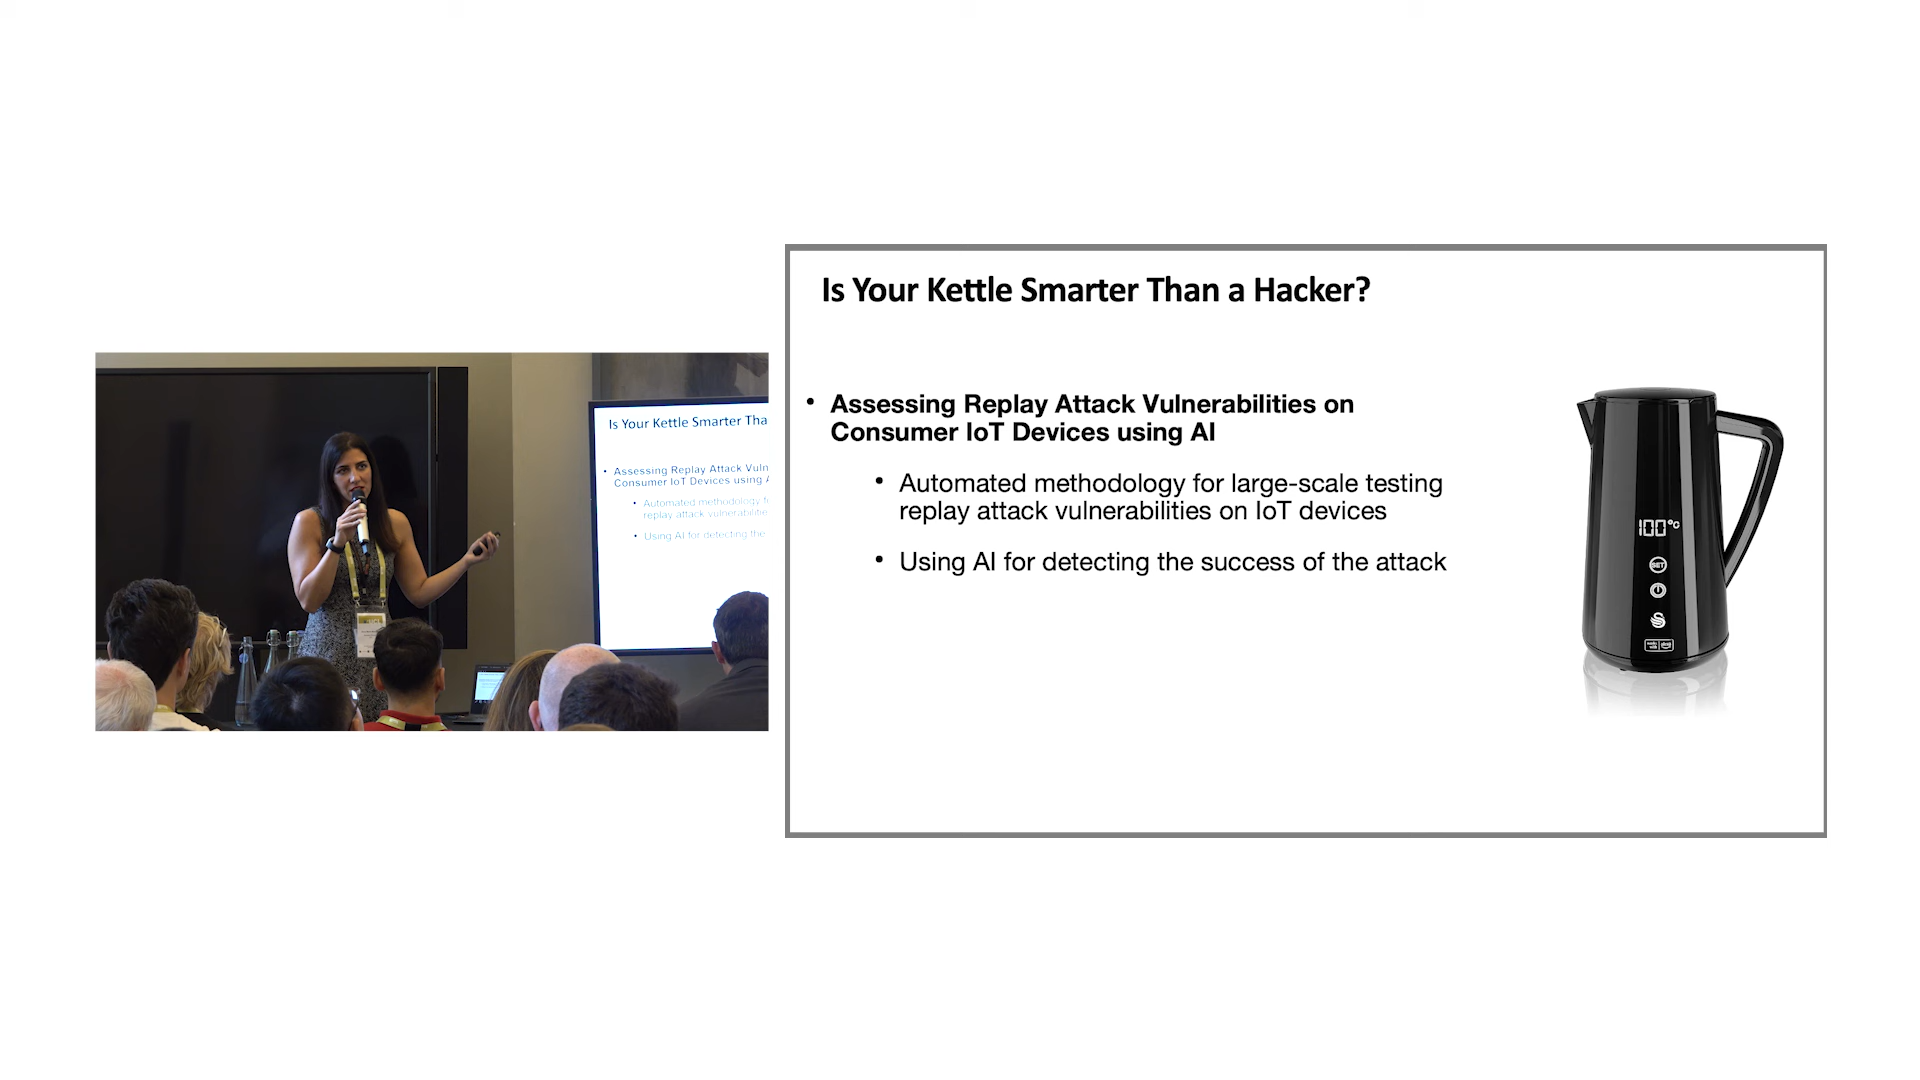 Is Your Kettle Smarter Than a Hacker?
Assessing Replay Attack Vulnerabilities on
Consumer IoT Devices using AI
Automated methodology for large-scale testing
replay attack vulnerabilities on IoT devices
Using AI for detecting the success of the attack
100°C
SET
Is Your Kettle Smarter Tha
Assessing Replay Attack Vuln
Consumer IoT Devices using
Automated methodology
replay attack vulnerabilitie
Using AI for detecting the